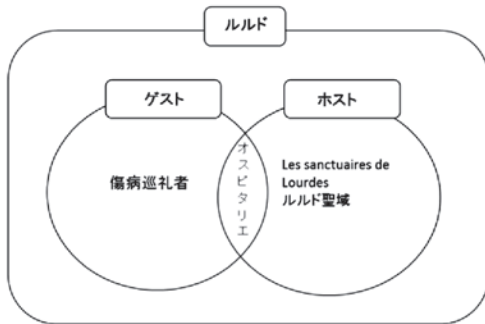 ルルド
ゲスト
ホスト
傷病巡礼者
オスピタリエ
Les sanctuaires de
Lourdes
ルルド聖域